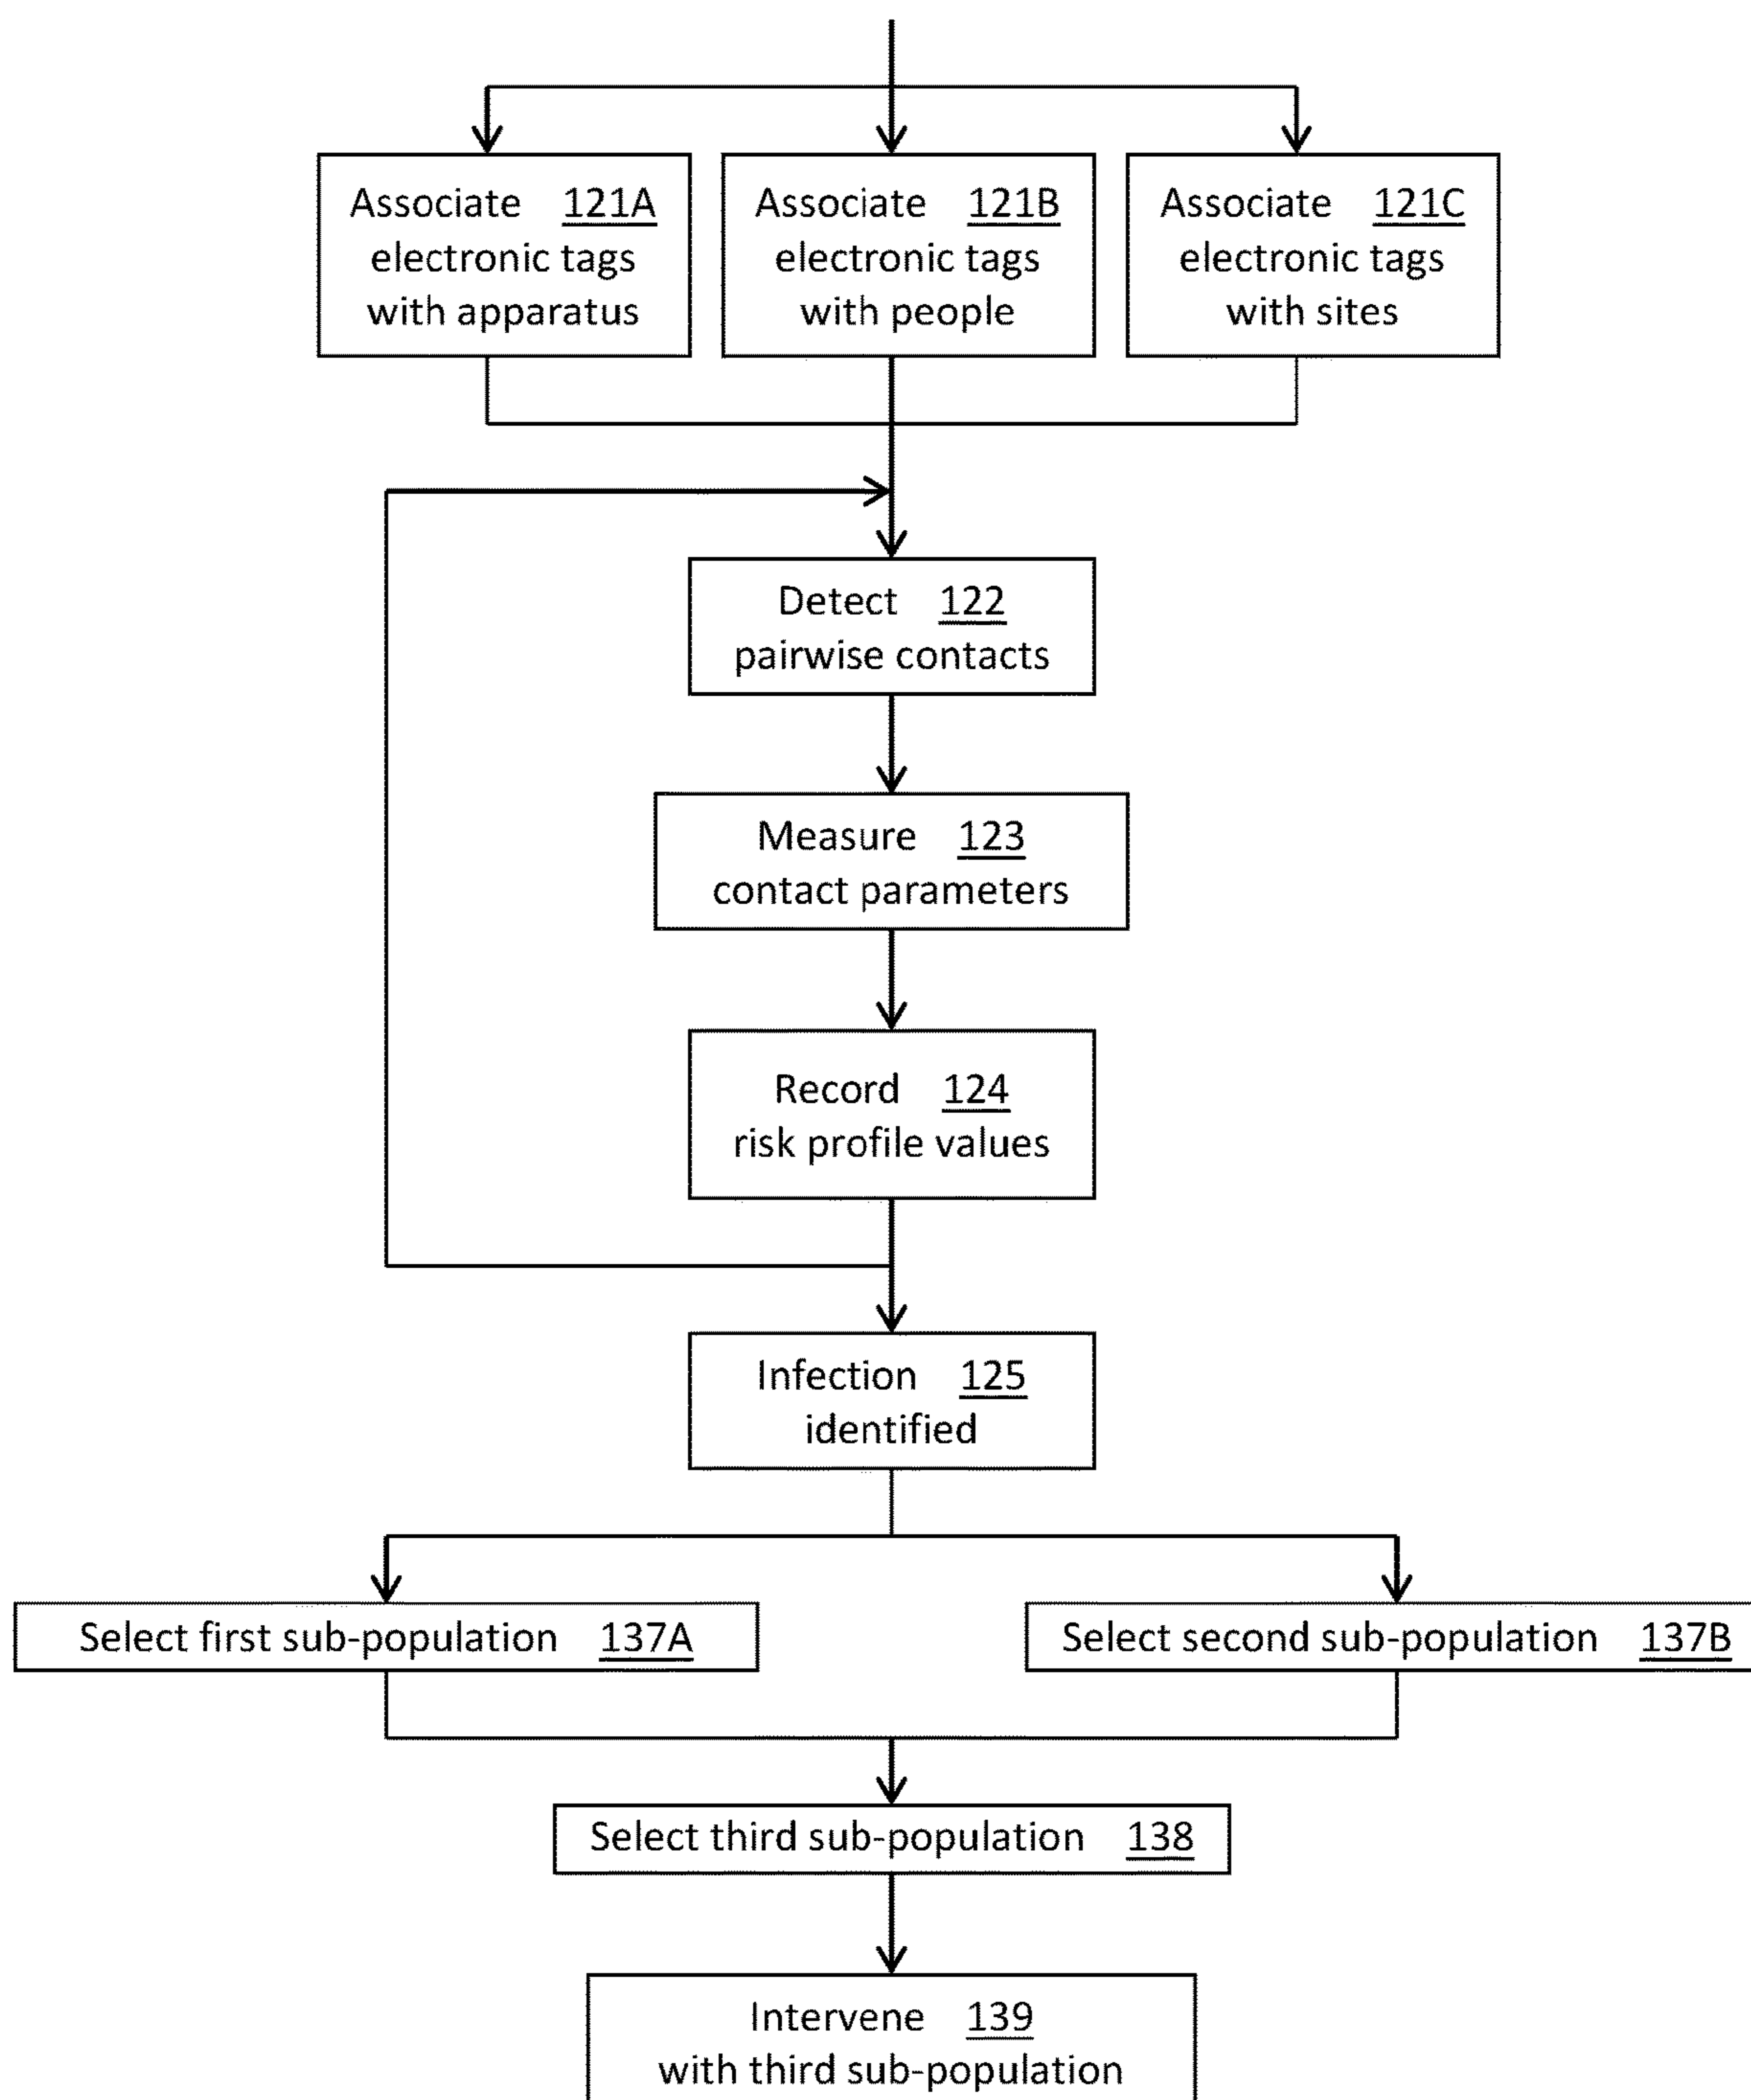 Associate 121A
electronic tags
with apparatus
Associate 121B
electronic tags
with people
Associate 121C
electronic tags
with sites
Detect 122
pairwise contacts
Measure 123
contact parameters
Record 124
risk profile values
Infection 125
identified
Select first sub-population 137A
Select second sub-population 137B
Select third sub-population 138
Intervene 139
with third sub-population